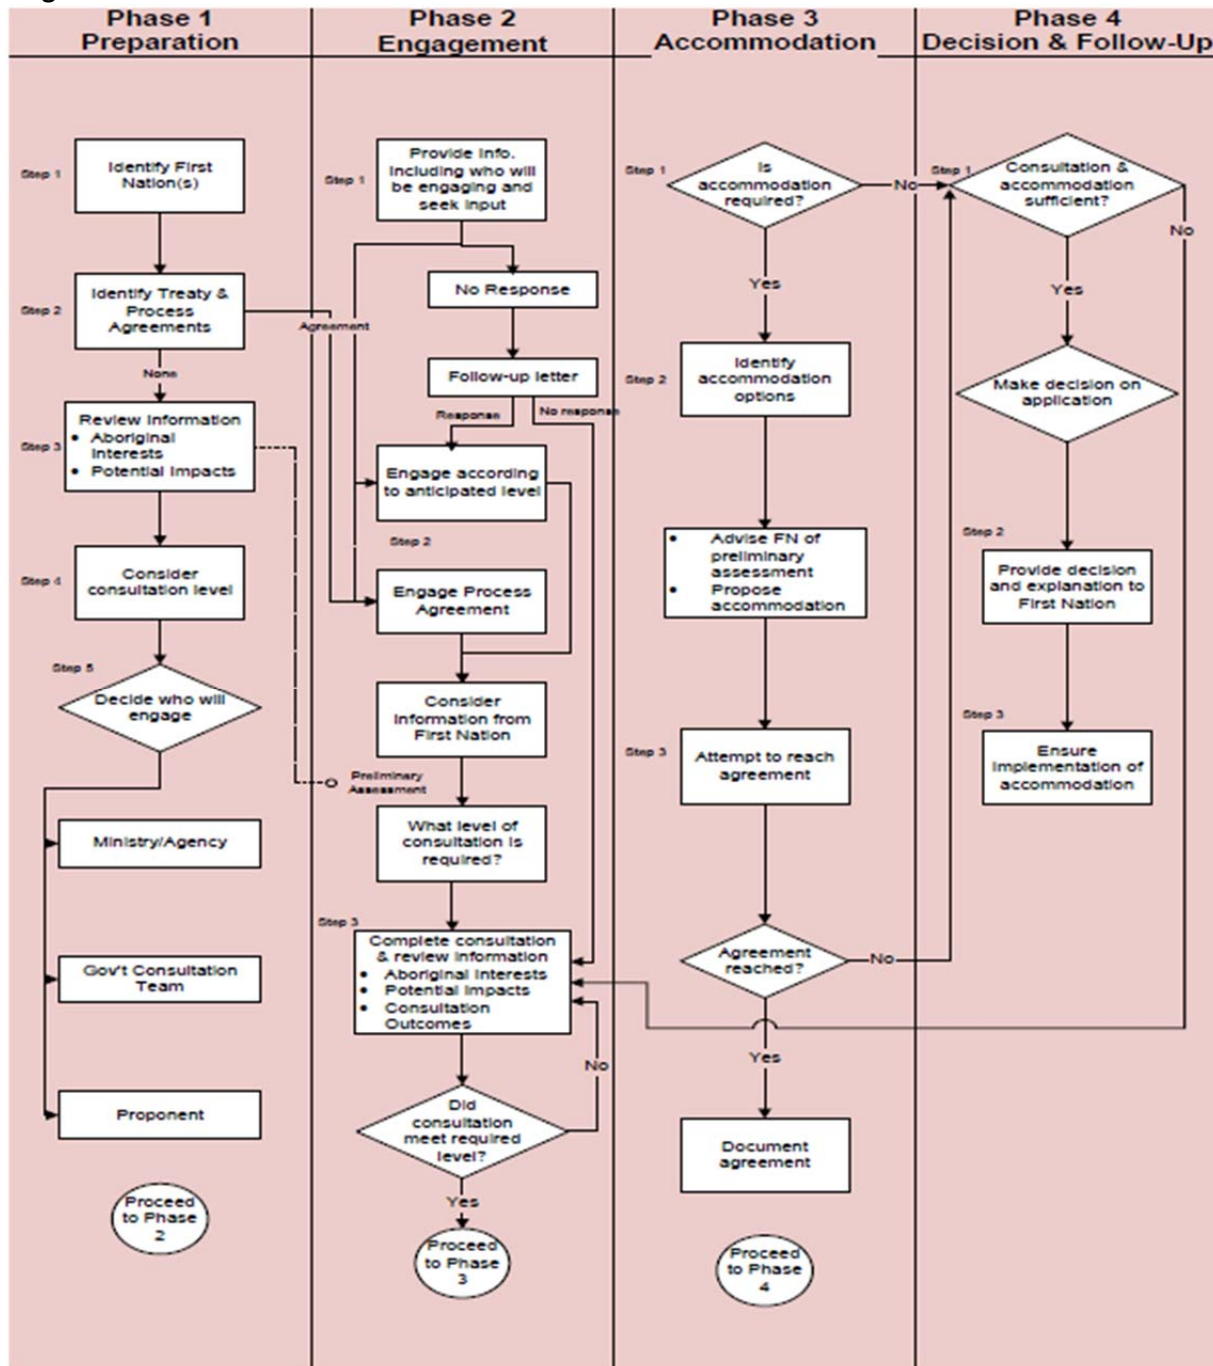 Phase 1
Preparation
Step 1
Identify First
Nation(s)
Step 2
Identify Treaty &
Process
Agreements
Agreement
None
Step 3
Review Information
• Aboriginal
Interests
• Potential Impacts
Step 4
Consider
consultation level
Step 5
Decide who will
engage
Ministry/Agency
Gov't Consultation
Team
Proponent
Proceed
to Phase
2
Phase 2
Engagement
Step 1
Provide Info.
Including who will
be engaging and
seek input
No Response
Follow-up letter
Response
No response
Engage according
to anticipated level
Step 2
Engage Process
Agreement
Consider
Information from
First Nation
Preliminary
Assessment
What level of
consultation is
required?
Step 3
Complete consultation
& review information
• Aboriginal Interests
• Potential Impacts
• Consultation
Outcomes
No
Did
consultation
meet required
level?
Yes
Proceed
to Phase
3
Phase 3
Accommodation
Step 1
Is
accommodation
required?
No
Yes
Step 2
Identify
accommodation
options
• Advise FN of
preliminary
assessment
• Propose
accommodation
Step 3
Attempt to reach
agreement
Agreement
reached?
No
Yes
Document
agreement
Proceed
to Phase
4
Phase 4
Decision & Follow-Up
Step 1
Consultation &
accommodation
sufficient?
No
Yes
Make decision on
application
Step 2
Provide decision
and explanation to
First Nation
Step 3
Ensure
Implementation of
accommodation